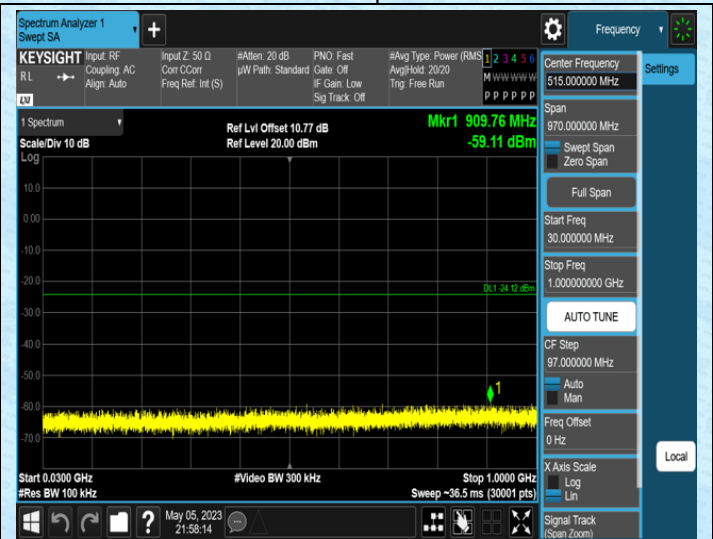 Spectrum Analyzer 1
Swept SA
+
Frequency
KEYSIGHT
RL
LXI
Input: RF
Coupling: AC
Align: Auto
Input Z: 50 Ω
Corr CCorr
Freq Ref: Int (S)
#Atten: 20 dB
µW Path: Standard
PNO: Fast
Gate: Off
IF Gain: Low
Sig Track: Off
#Avg Type: Power (RMS
Avg|Hold: 20/20
Trig: Free Run
1 2 3 4 5 6
M W W W W W
P P P P P P
1 Spectrum
Scale/Div 10 dB
Log
Ref Lvl Offset 10.77 dB
Ref Level 20.00 dBm
Mkr1 909.76 MHz
-59.11 dBm
10.0
0.00
-10.0
-20.0
-30.0
-40.0
-50.0
-60.0
-70.0
DL1 -24.12 dBm
1
Start 0.0300 GHz
#Res BW 100 kHz
#Video BW 300 kHz
Stop 1.0000 GHz
Sweep ~36.5 ms (30001 pts)
?
May 05, 2023
21:58:14
Center Frequency
515.000000 MHz
Span
970.000000 MHz
Swept Span
Zero Span
Full Span
Start Freq
30.000000 MHz
Stop Freq
1.000000000 GHz
AUTO TUNE
CF Step
97.000000 MHz
Auto
Man
Freq Offset
0 Hz
X Axis Scale
Log
Lin
Signal Track
(Span Zoom)
Settings
Local